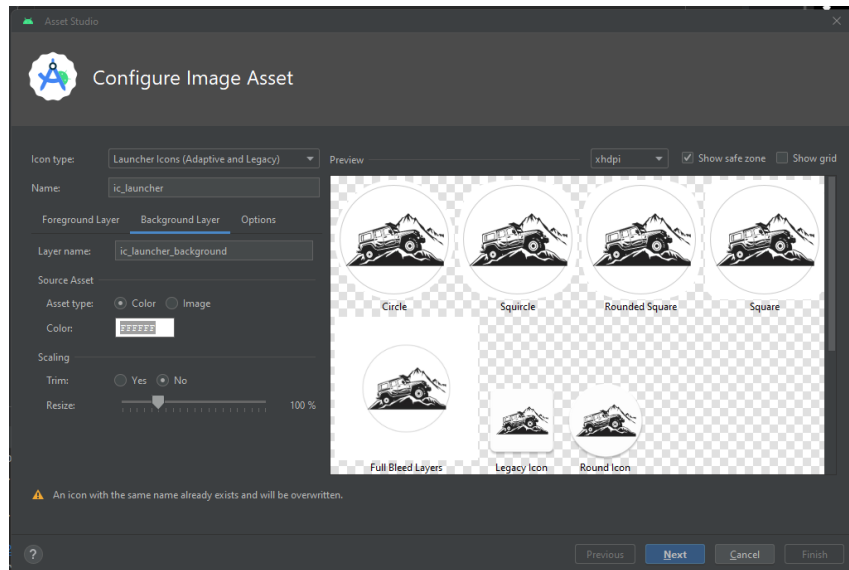 Asset Studio
Configure Image Asset
Icon type: Launcher Icons (Adaptive and Legacy)
Name: ic_launcher
Foreground Layer Background Layer Options
Layer name: ic_launcher_background
Source Asset
Asset type: Color Image
Color: FFFFFF
Scaling
Trim: Yes No
Resize: 100 %
Preview xhdpi Show safe zone Show grid
Circle Squircle Rounded Square Square
Full Bleed Layers Legacy Icon Round Icon
An icon with the same name already exists and will be overwritten.
? Previous Next Cancel Finish